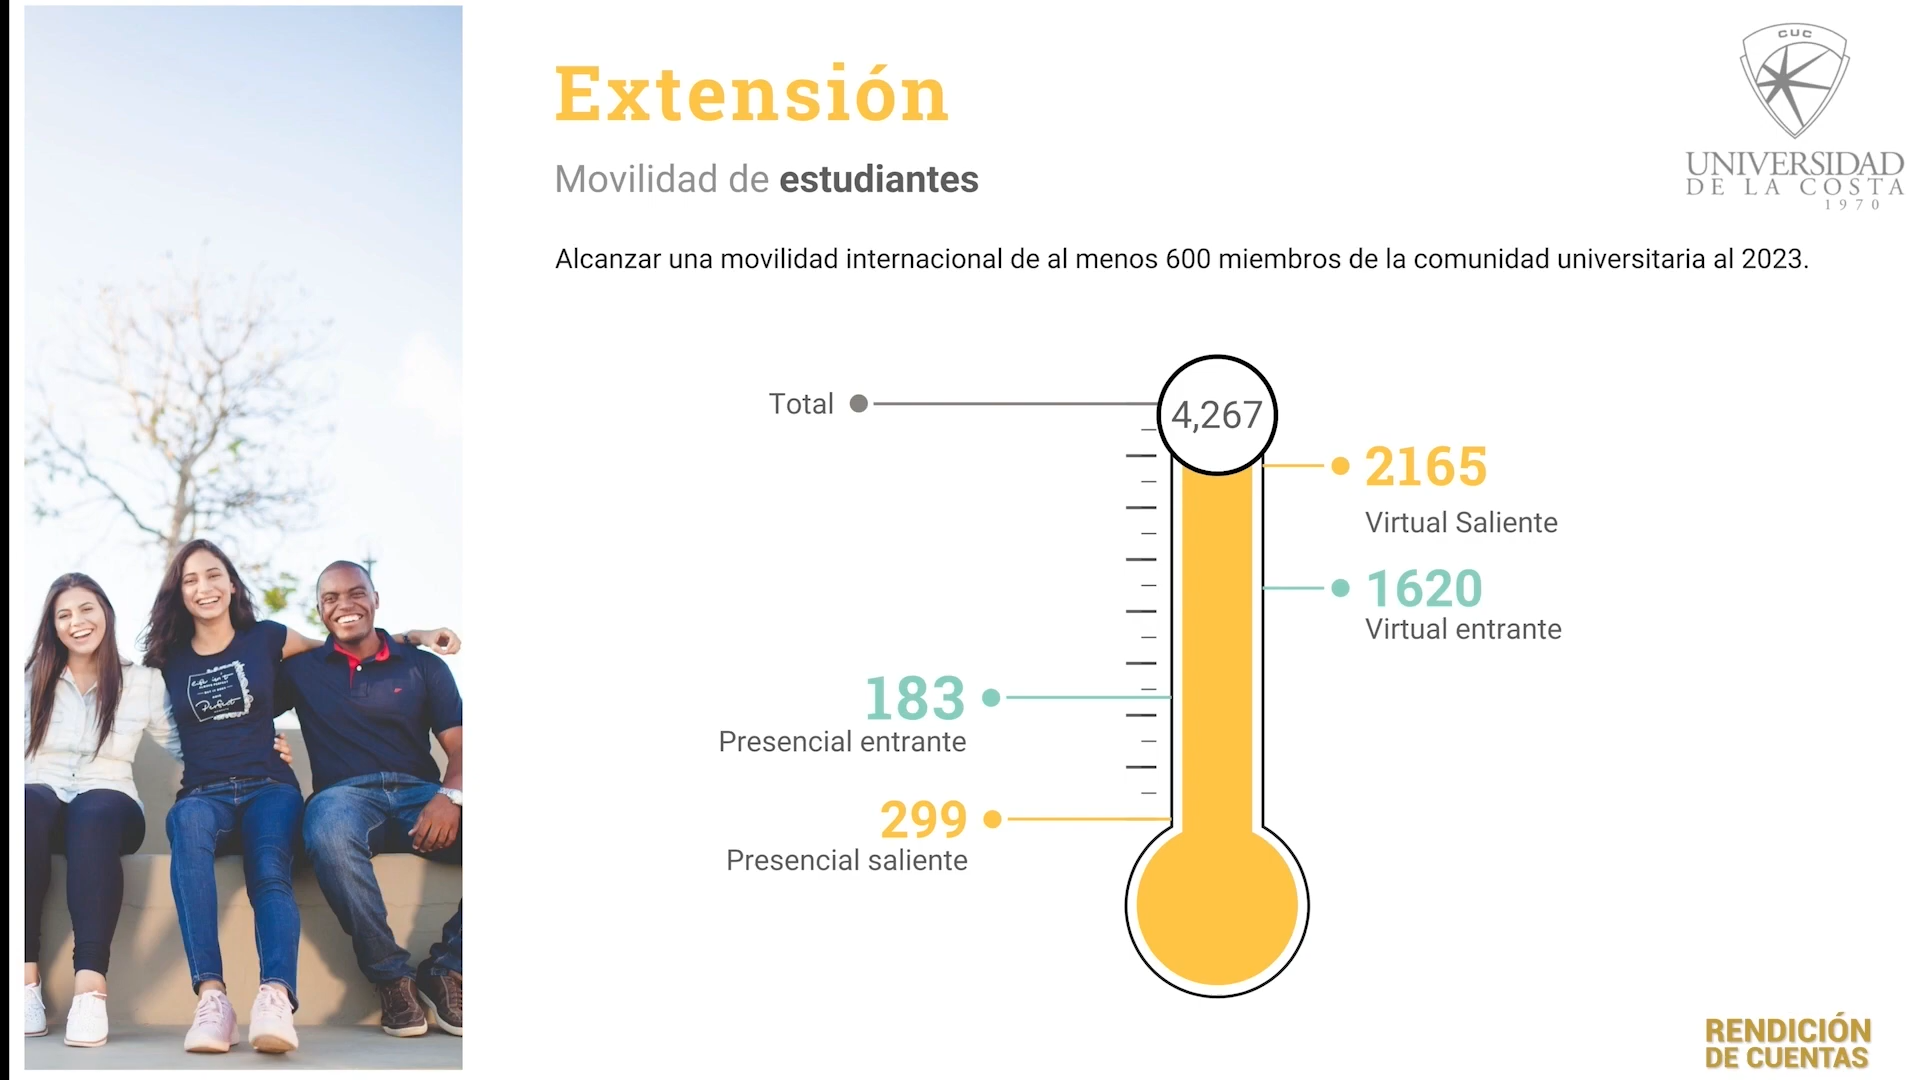 Extensión
CUC
UNIVERSIDAD
DE LA COSTA
1970
Movilidad de estudiantes
Alcanzar una movilidad internacional de al menos 600 miembros de la comunidad universitaria al 2023.
Total
4,267
2165
Virtual Saliente
1620
Virtual entrante
183
Presencial entrante
299
Presencial saliente
RENDICIÓN
DE CUENTAS